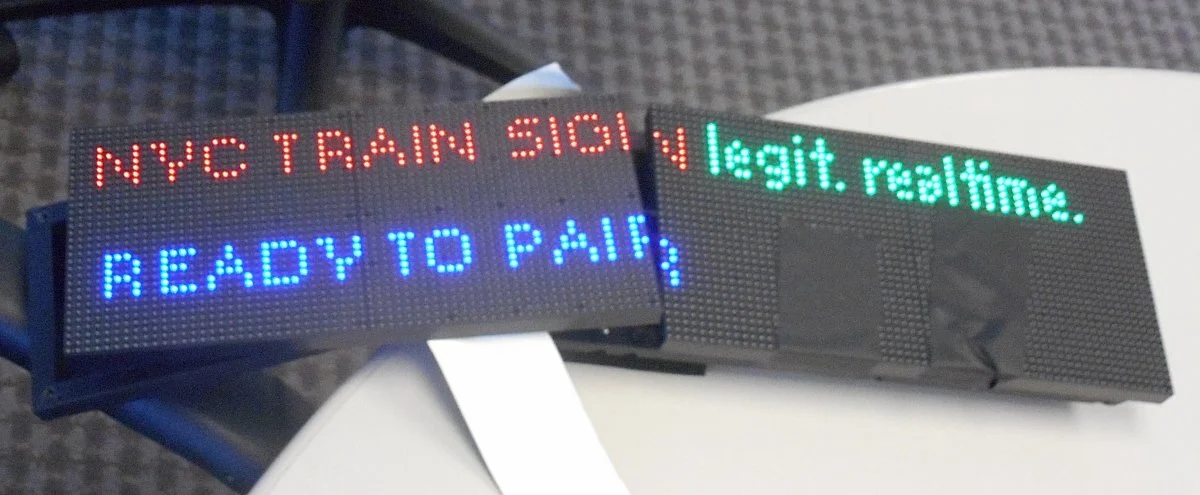 NYC TRAIN SIGN legit. realtime.
READY TO PAIR